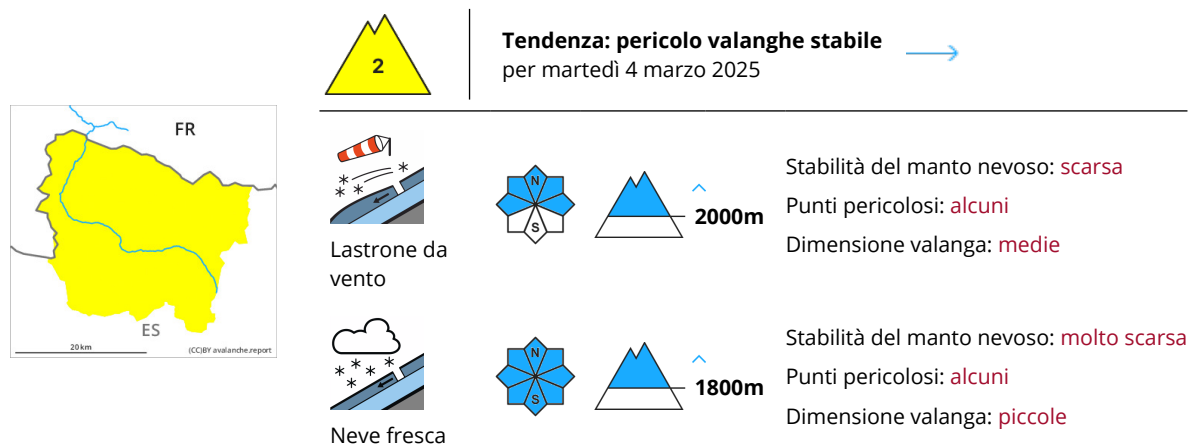 2
Tendenza: pericolo valanghe stabile
per martedì 4 marzo 2025
FR
ES
20 km
(CC)BY avalanche.report
N
S
2000m
Lastrone da
vento
Stabilità del manto nevoso: scarsa
Punti pericolosi: alcuni
Dimensione valanga: medie
N
S
1800m
Neve fresca
Stabilità del manto nevoso: molto scarsa
Punti pericolosi: alcuni
Dimensione valanga: piccole